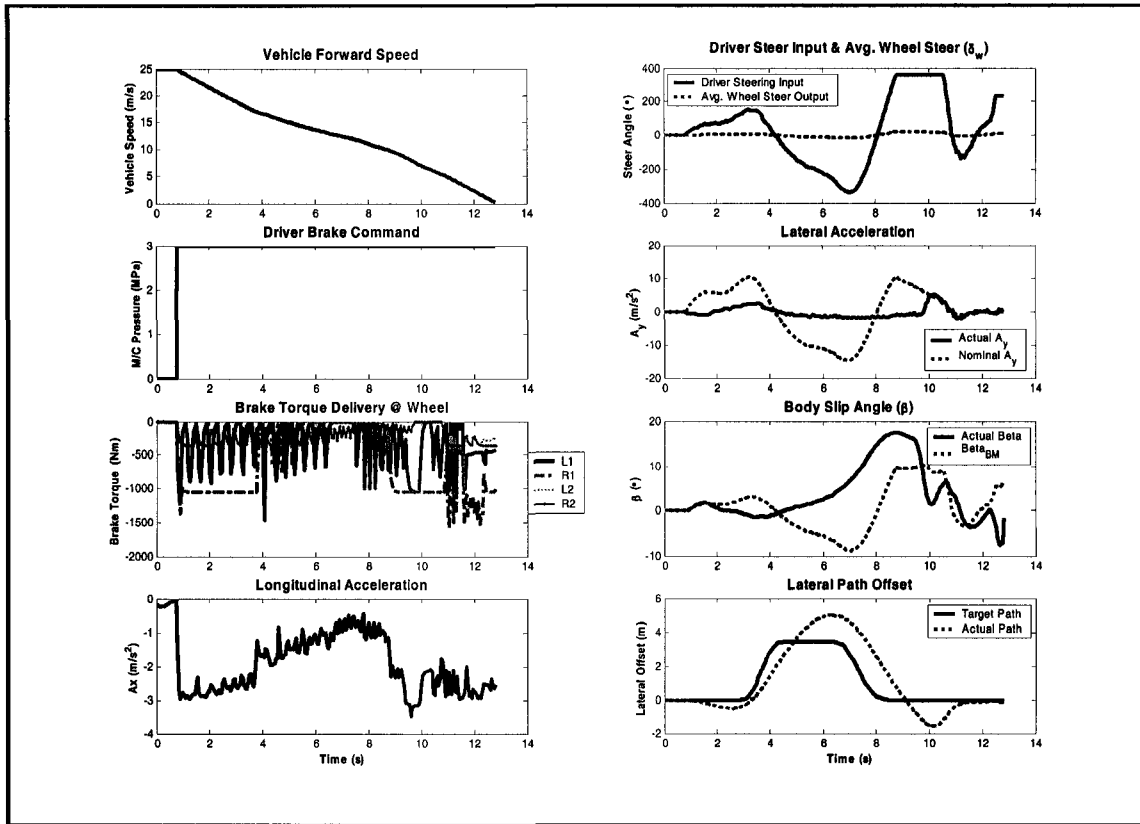 Vehicle Forward Speed
25
20
15
10
5
0
Vehicle Speed (m/s)
0 2 4 6 8 10 12 14
Driver Brake Command
3
2
1
0
M/C Pressure (MPa)
0 2 4 6 8 10 12 14
Brake Torque Delivery @ Wheel
0
-500
-1000
-1500
-2000
Brake Torque (Nm)
L1
R1
L2
R2
0 2 4 6 8 10 12 14
Longitudinal Acceleration
0
-1
-2
-3
-4
Ax (m/s²)
0 2 4 6 8 10 12 14
Time (s)
Driver Steer Input & Avg. Wheel Steer (δw)
400
200
0
-200
-400
Steer Angle (°)
Driver Steering Input
Avg. Wheel Steer Output
0 2 4 6 8 10 12 14
Lateral Acceleration
20
10
0
-10
-20
Ay (m/s²)
Actual Ay
Nominal Ay
0 2 4 6 8 10 12 14
Body Slip Angle (β)
20
10
0
-10
β (°)
Actual Beta
BetaBM
0 2 4 6 8 10 12 14
Lateral Path Offset
6
4
2
0
-2
Lateral Offset (m)
Target Path
Actual Path
0 2 4 6 8 10 12 14
Time (s)